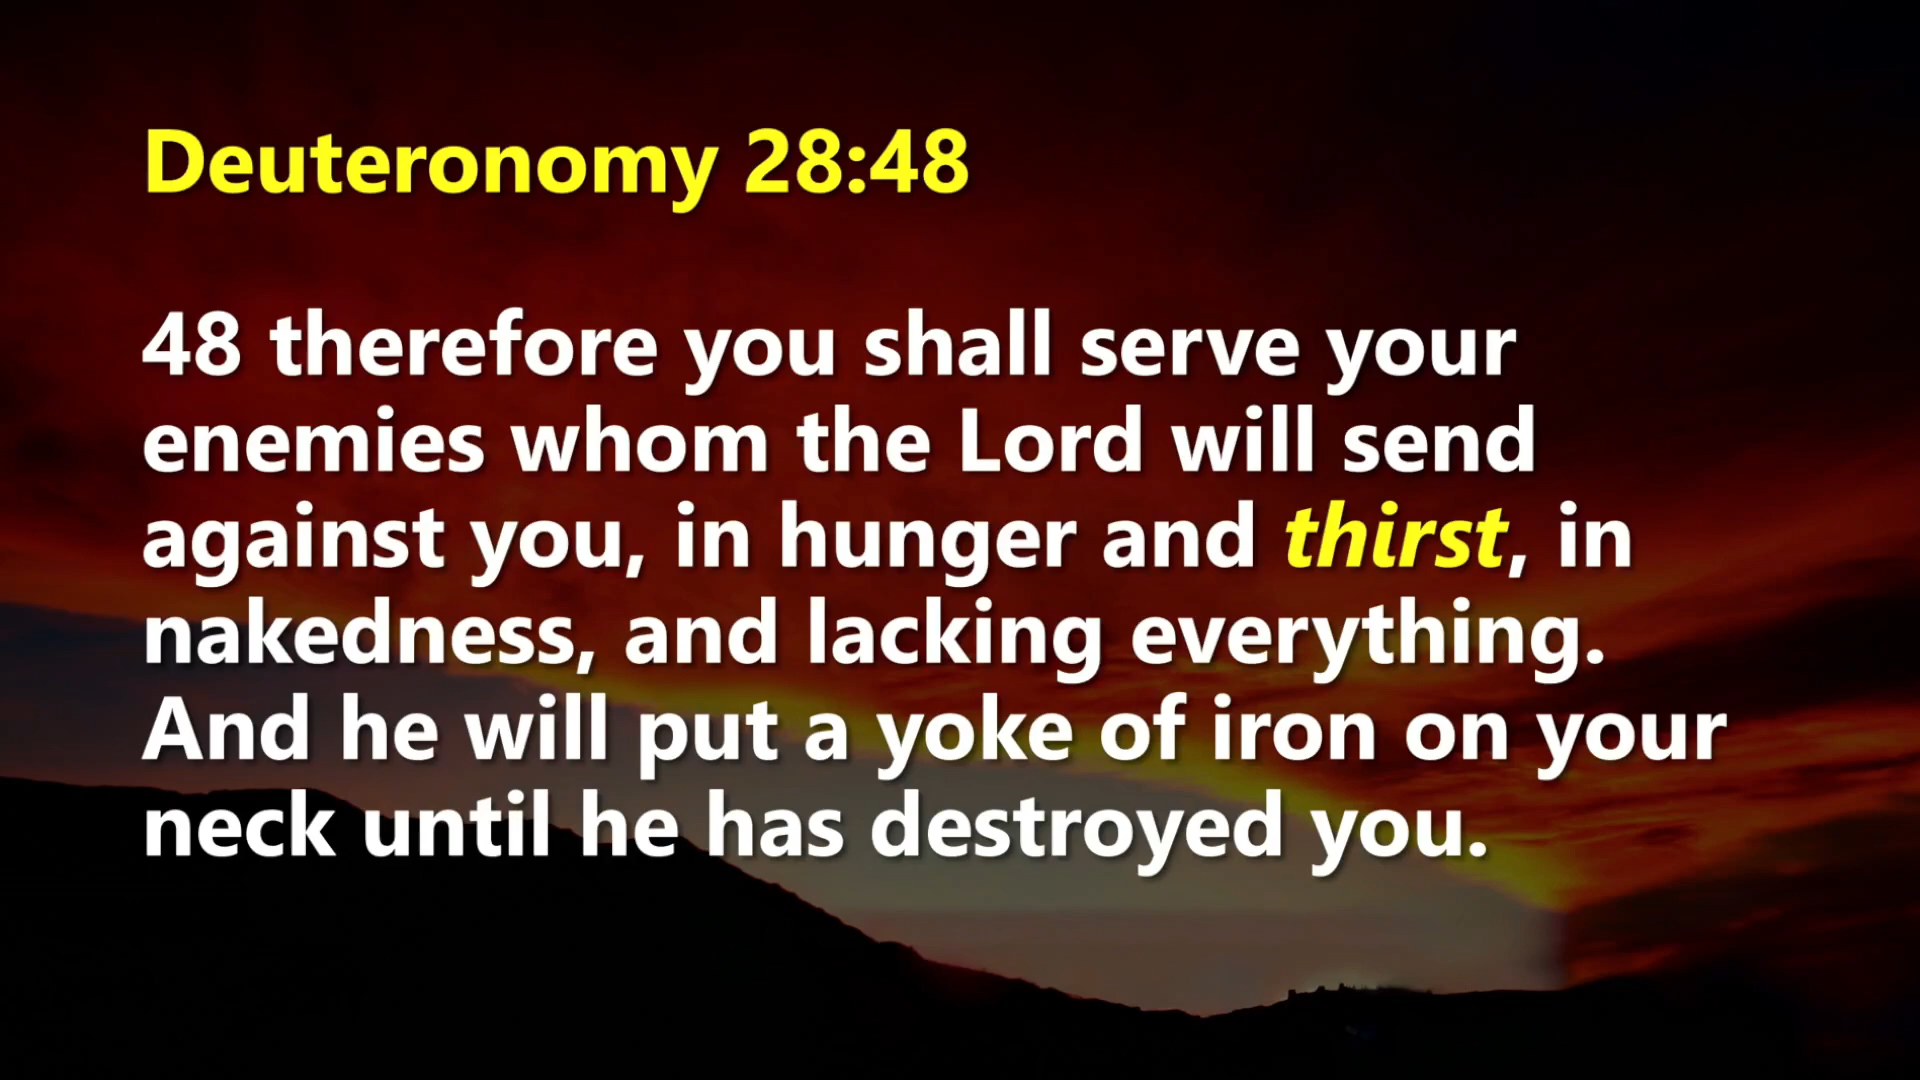 Deuteronomy 28:48
48 therefore you shall serve your
enemies whom the Lord will send
against you, in hunger and thirst, in
nakedness, and lacking everything.
And he will put a yoke of iron on your
neck until he has destroyed you.